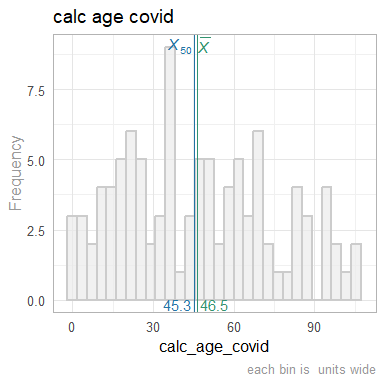 calc age covid
X50 X̅
7.5
5.0
2.5
0.0
Frequency
45.3 46.5
0 30 60 90
calc_age_covid
each bin is  units wide